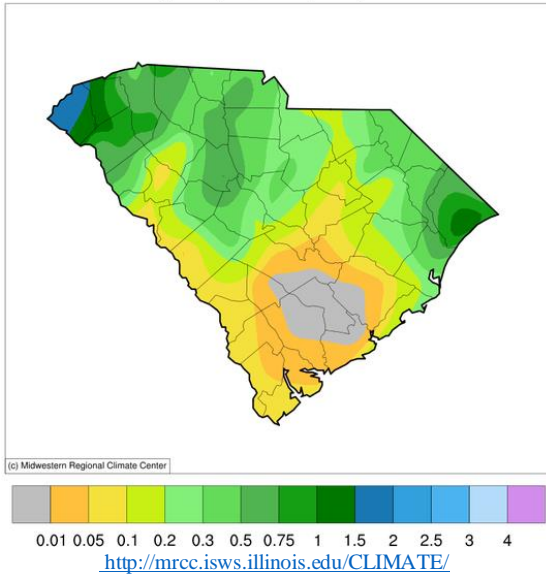 (c) Midwestern Regional Climate Center
0.01 0.05 0.1 0.2 0.3 0.5 0.75 1 1.5 2 2.5 3 4
http://mrcc.isws.illinois.edu/CLIMATE/